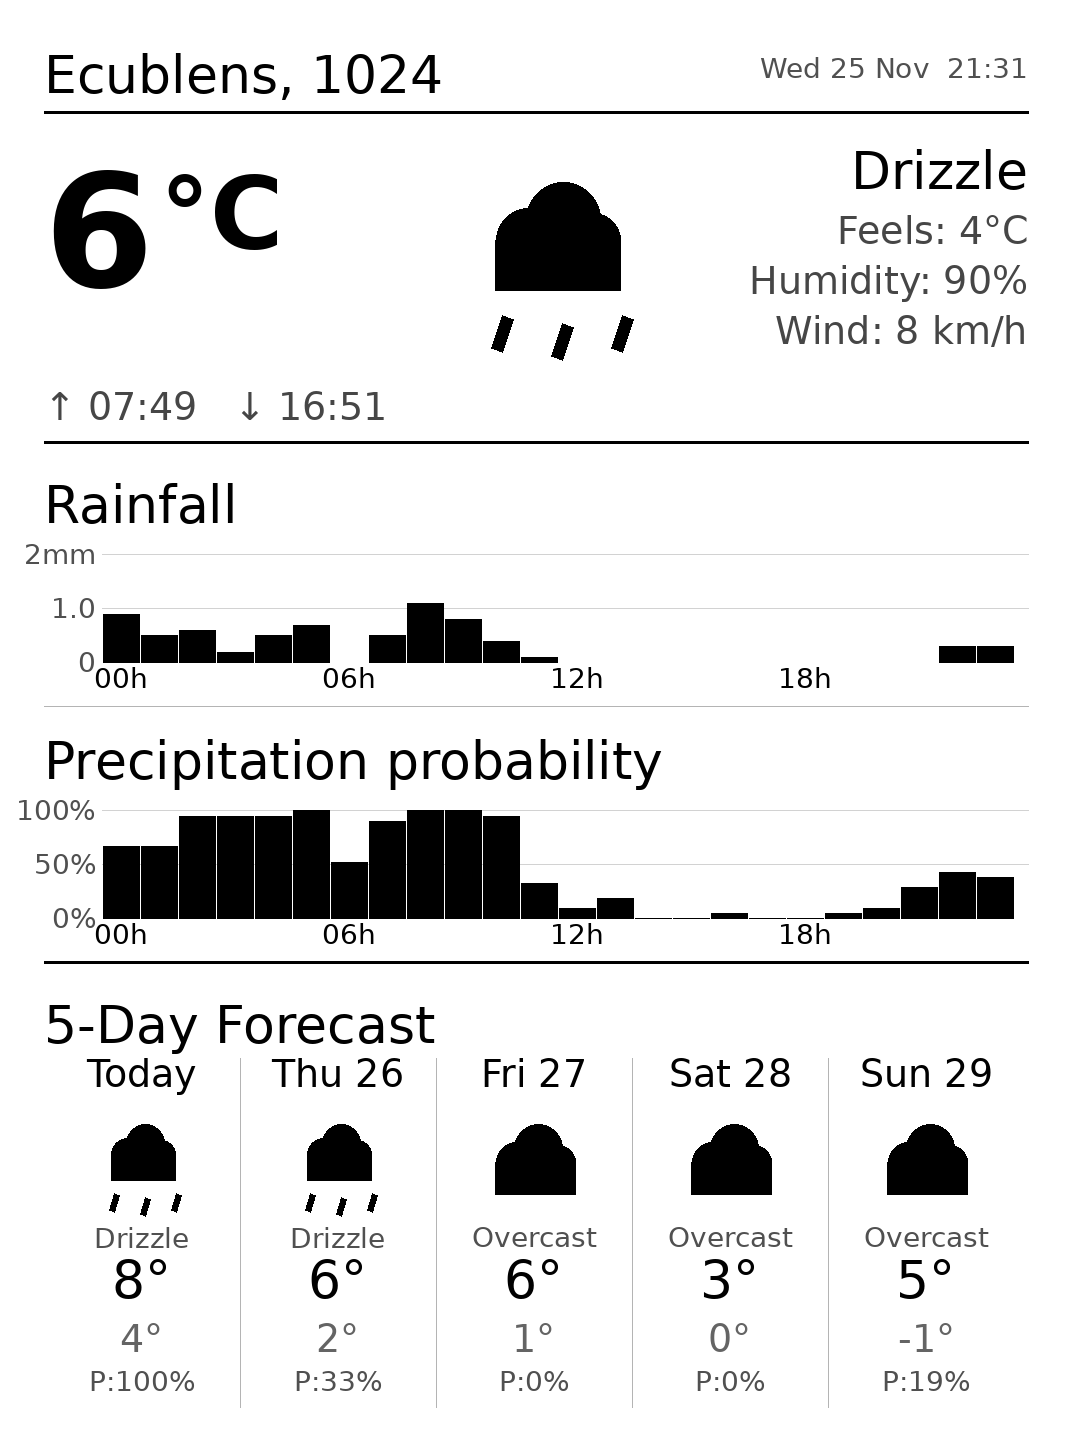 Ecublens, 1024
Wed 25 Nov  21:31
6 °C
Drizzle
Feels: 4°C
Humidity: 90%
Wind: 8 km/h
↑ 07:49   ↓ 16:51
Rainfall
2mm
1.0
0
00h 06h 12h 18h
Precipitation probability
100%
50%
0%
00h 06h 12h 18h
5-Day Forecast
Today Thu 26 Fri 27 Sat 28 Sun 29
Drizzle Drizzle Overcast Overcast Overcast
8° 6° 6° 3° 5°
4° 2° 1° 0° -1°
P:100% P:33% P:0% P:0% P:19%